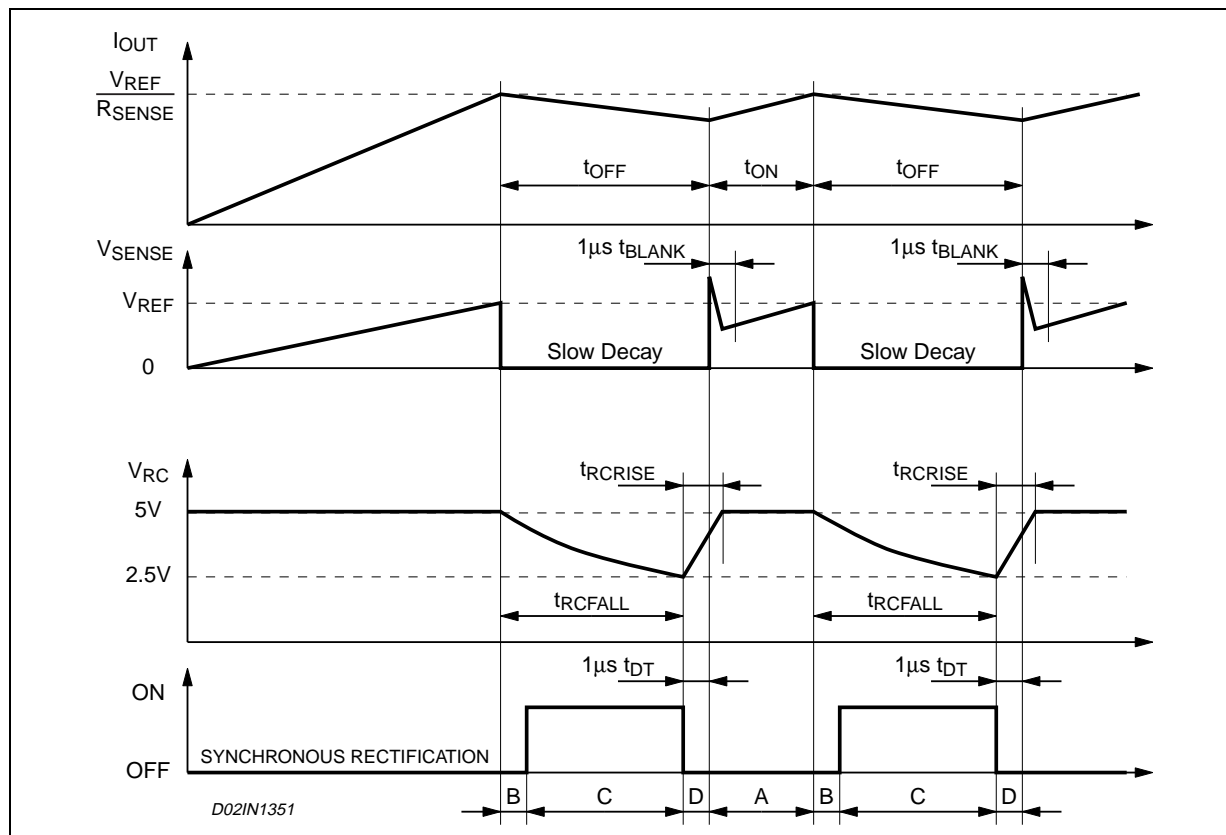 IOUT
VREF
RSENSE
tOFF tON tOFF
VSENSE
1μs tBLANK 1μs tBLANK
VREF
Slow Decay Slow Decay
0
VRC
tRCRISE tRCRISE
5V
2.5V
tRCFALL tRCFALL
1μs tDT 1μs tDT
ON
SYNCHRONOUS RECTIFICATION
OFF
B C D A B C D
D02IN1351